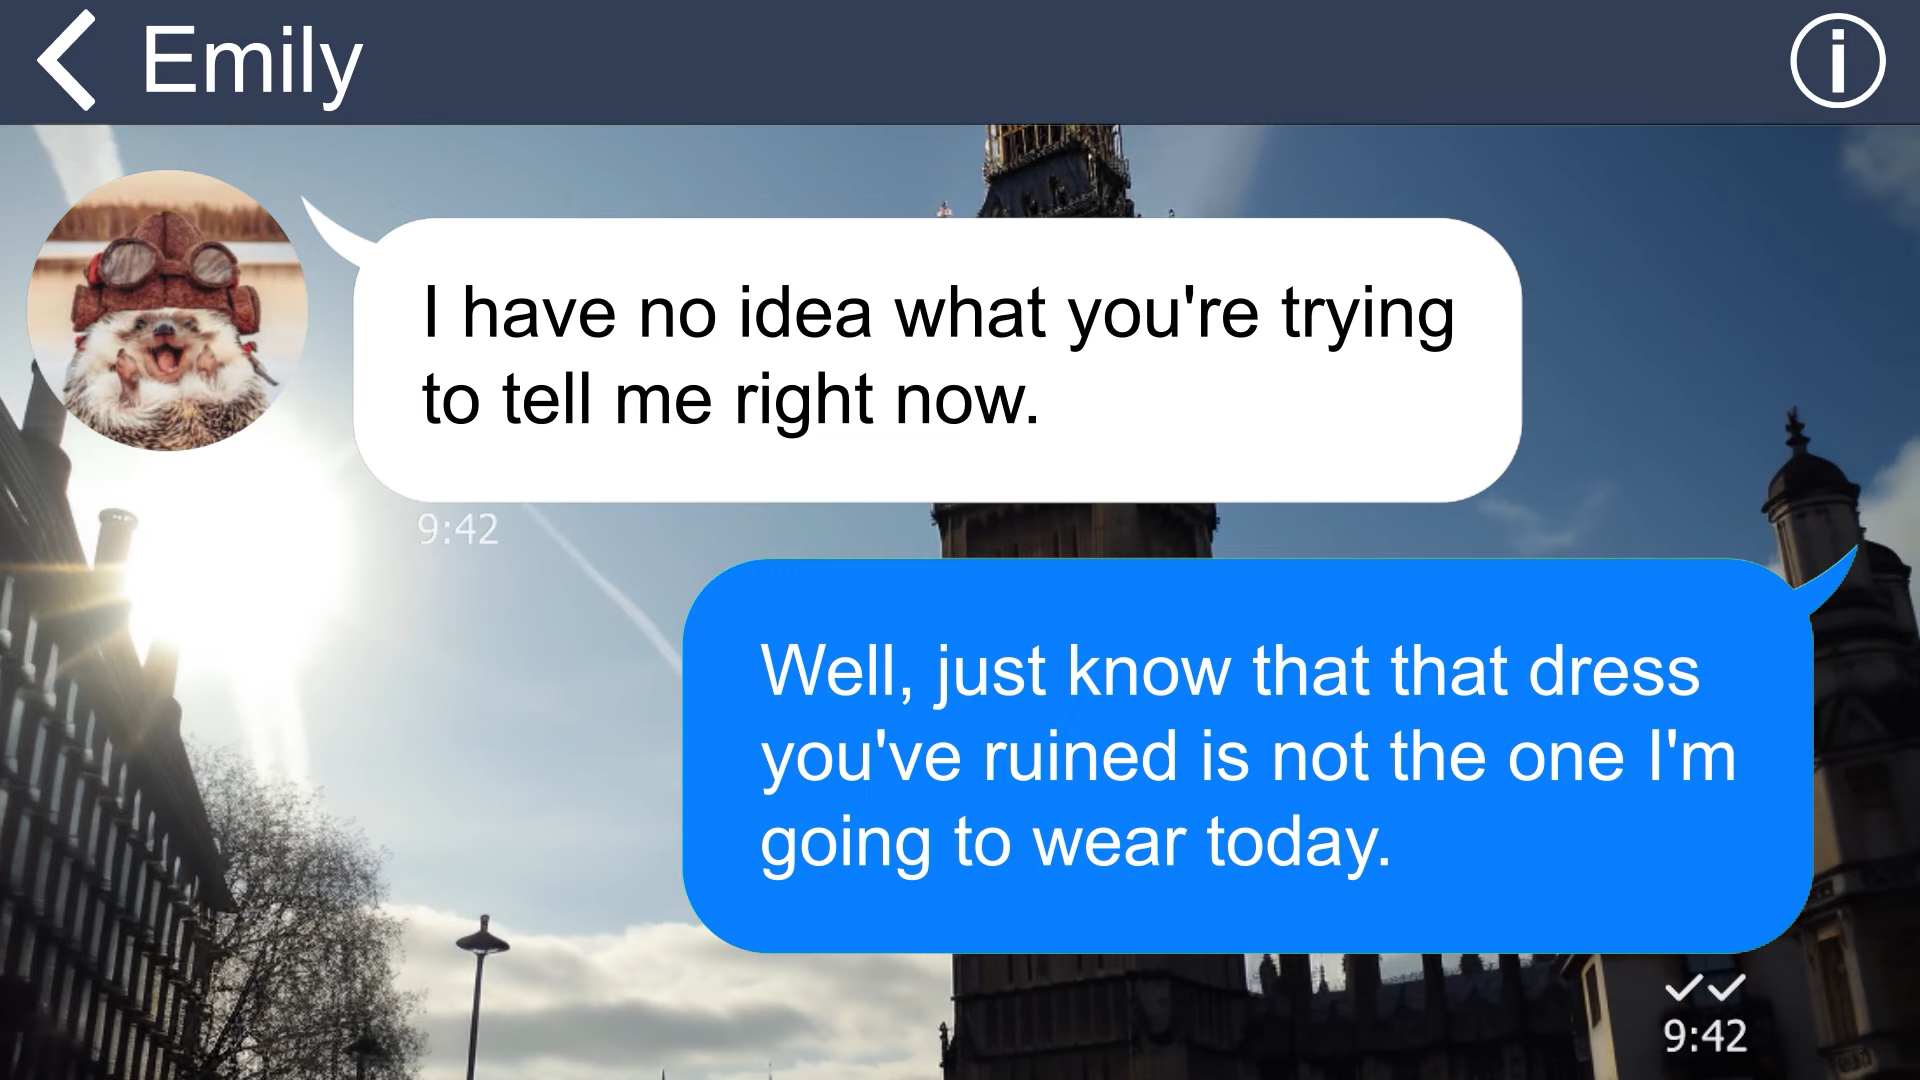 Emily
I have no idea what you're trying
to tell me right now.
9:42
Well, just know that that dress
you've ruined is not the one I'm
going to wear today.
9:42